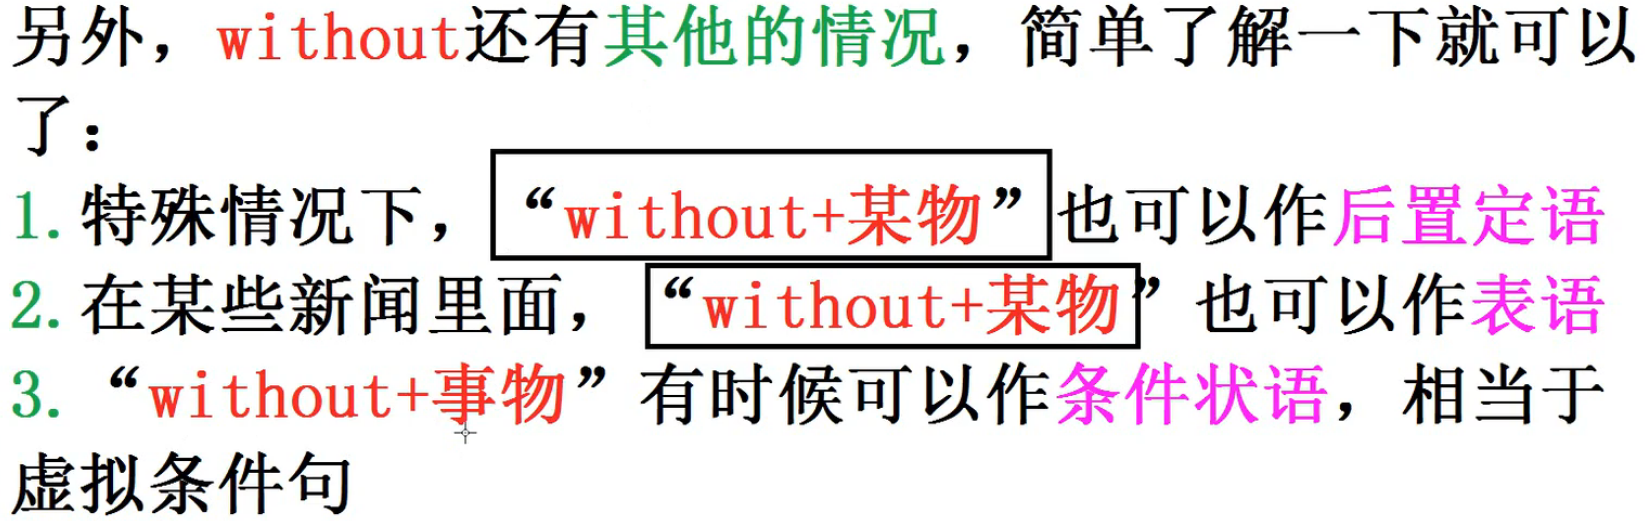 另外，without还有其他的情况，简单了解一下就可以
了：
1.特殊情况下，“without+某物”也可以作后置定语
2.在某些新闻里面，“without+某物”也可以作表语
3.“without+事物”有时候可以作条件状语，相当于
虚拟条件句